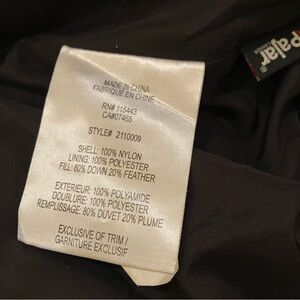 Pajar
MADE IN CHINA
FABRIQUE EN CHINE
RN# 115443
CA#07465
STYLE# 2110009
SHELL: 100% NYLON
LINING: 100% POLYESTER
FILL: 80% DOWN 20% FEATHER
EXTERIEUR: 100% POLYAMIDE
DOUBLURE: 100% POLYESTER
REMPLISSAGE: 80% DUVET 20% PLUME
EXCLUSIVE OF TRIM /
GARNITURE EXCLUSIF